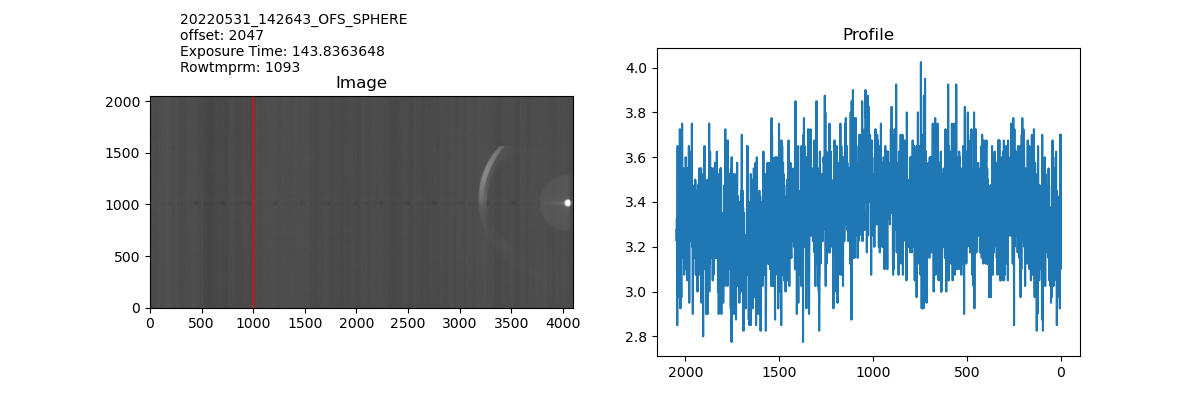 20220531_142643_OFS_SPHERE
offset: 2047
Exposure Time: 143.8363648
Rowtmprm: 1093
Image
2000
1500
1000
500
0
0 500 1000 1500 2000 2500 3000 3500 4000
Profile
4.0
3.8
3.6
3.4
3.2
3.0
2.8
2000 1500 1000 500 0